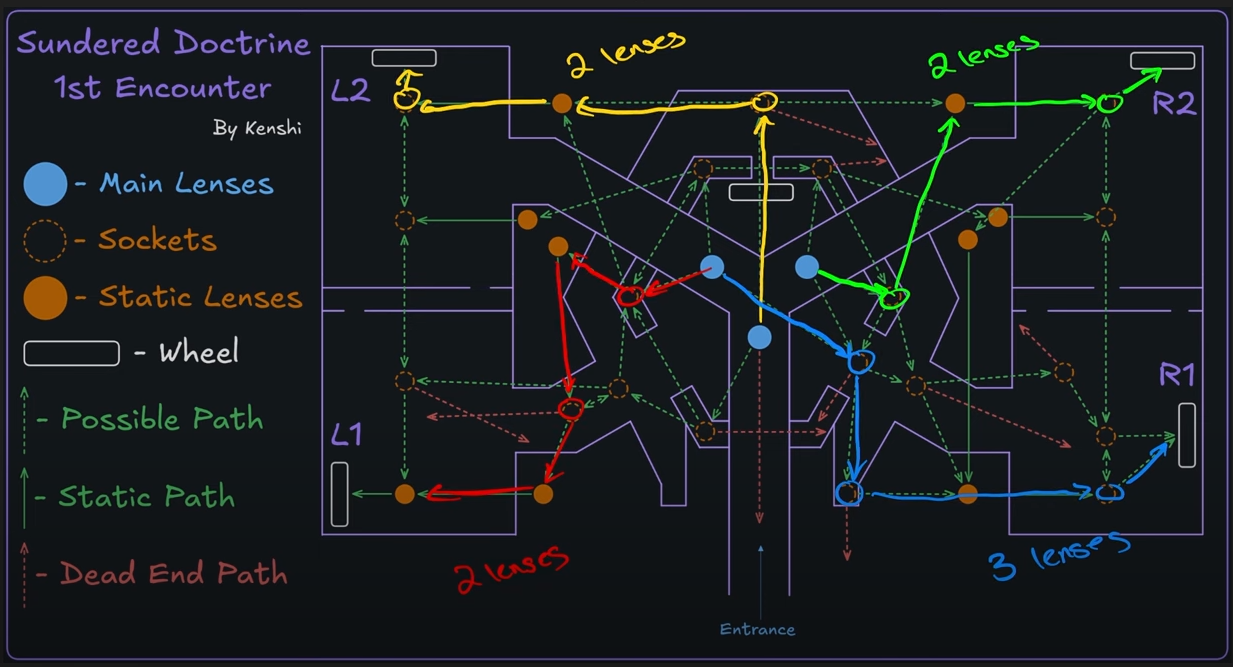 Sundered Doctrine
1st Encounter
By Kenshi
- Main Lenses
- Sockets
- Static Lenses
- Wheel
- Possible Path
- Static Path
- Dead End Path
L2
2 lenses
2 lenses
R2
L1
R1
2 lenses
3 lenses
Entrance